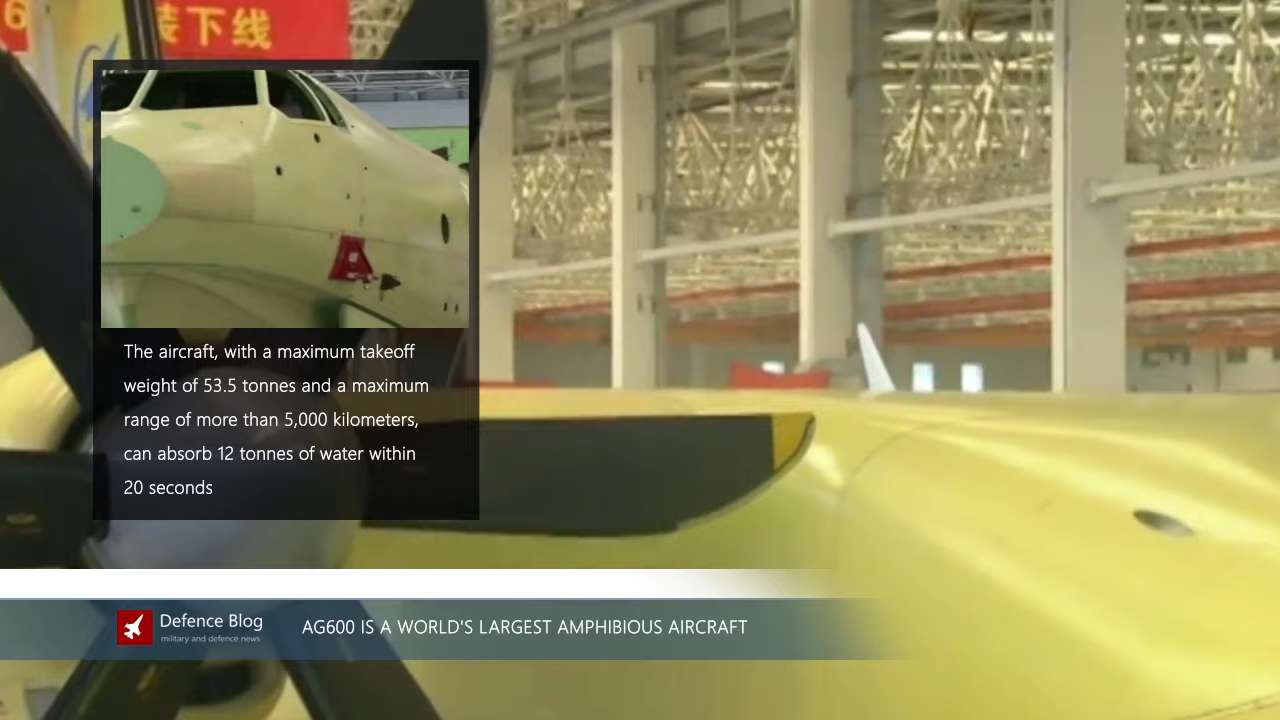 6
装下线
The aircraft, with a maximum takeoff
weight of 53.5 tonnes and a maximum
range of more than 5,000 kilometers,
can absorb 12 tonnes of water within
20 seconds
Defence Blog
military and defence news
AG600 IS A WORLD'S LARGEST AMPHIBIOUS AIRCRAFT